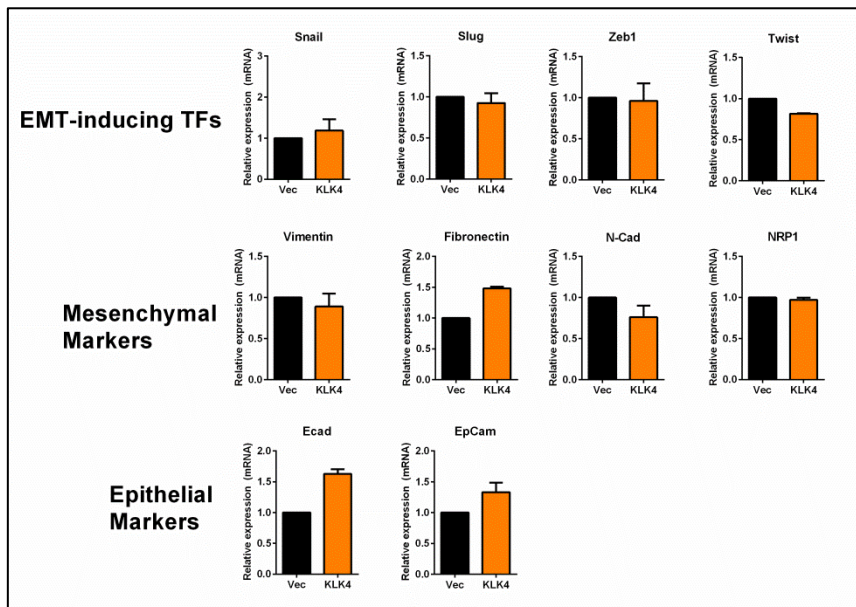 EMT-inducing TFs
Snail
Relative expression (mRNA)
3
2
1
0
Vec KLK4
Slug
Relative expression (mRNA)
1.5
1.0
0.5
0.0
Vec KLK4
Zeb1
Relative expression (mRNA)
1.5
1.0
0.5
0.0
Vec KLK4
Twist
Relative expression (mRNA)
1.5
1.0
0.5
0.0
Vec KLK4
Mesenchymal
Markers
Vimentin
Relative expression (mRNA)
1.5
1.0
0.5
0.0
Vec KLK4
Fibronectin
Relative expression (mRNA)
2.0
1.5
1.0
0.5
0.0
Vec KLK4
N-Cad
Relative expression (mRNA)
1.5
1.0
0.5
0.0
Vec KLK4
NRP1
Relative expression (mRNA)
1.5
1.0
0.5
0.0
Vec KLK4
Epithelial
Markers
Ecad
Relative expression (mRNA)
2.0
1.5
1.0
0.5
0.0
Vec KLK4
EpCam
Relative expression (mRNA)
2.0
1.5
1.0
0.5
0.0
Vec KLK4